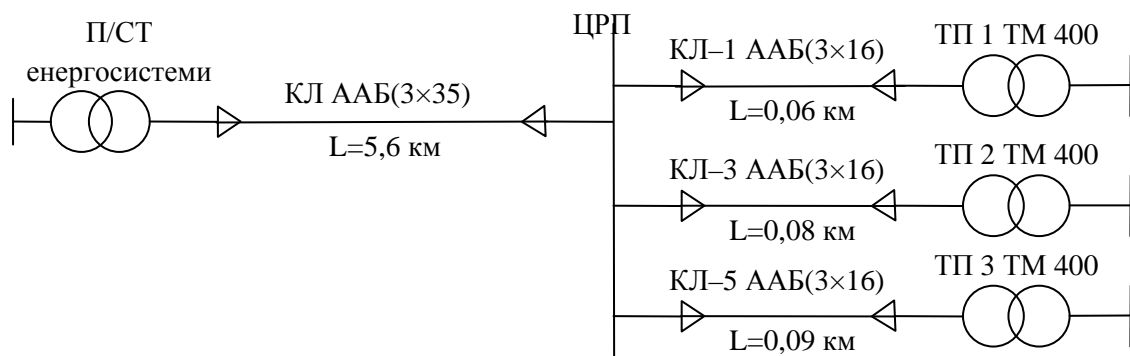 П/СТ
енергосистеми
КЛ ААБ(3×35)
L=5,6 км
ЦРП
КЛ–1 ААБ(3×16)
L=0,06 км
ТП 1 ТМ 400
КЛ–3 ААБ(3×16)
L=0,08 км
ТП 2 ТМ 400
КЛ–5 ААБ(3×16)
L=0,09 км
ТП 3 ТМ 400